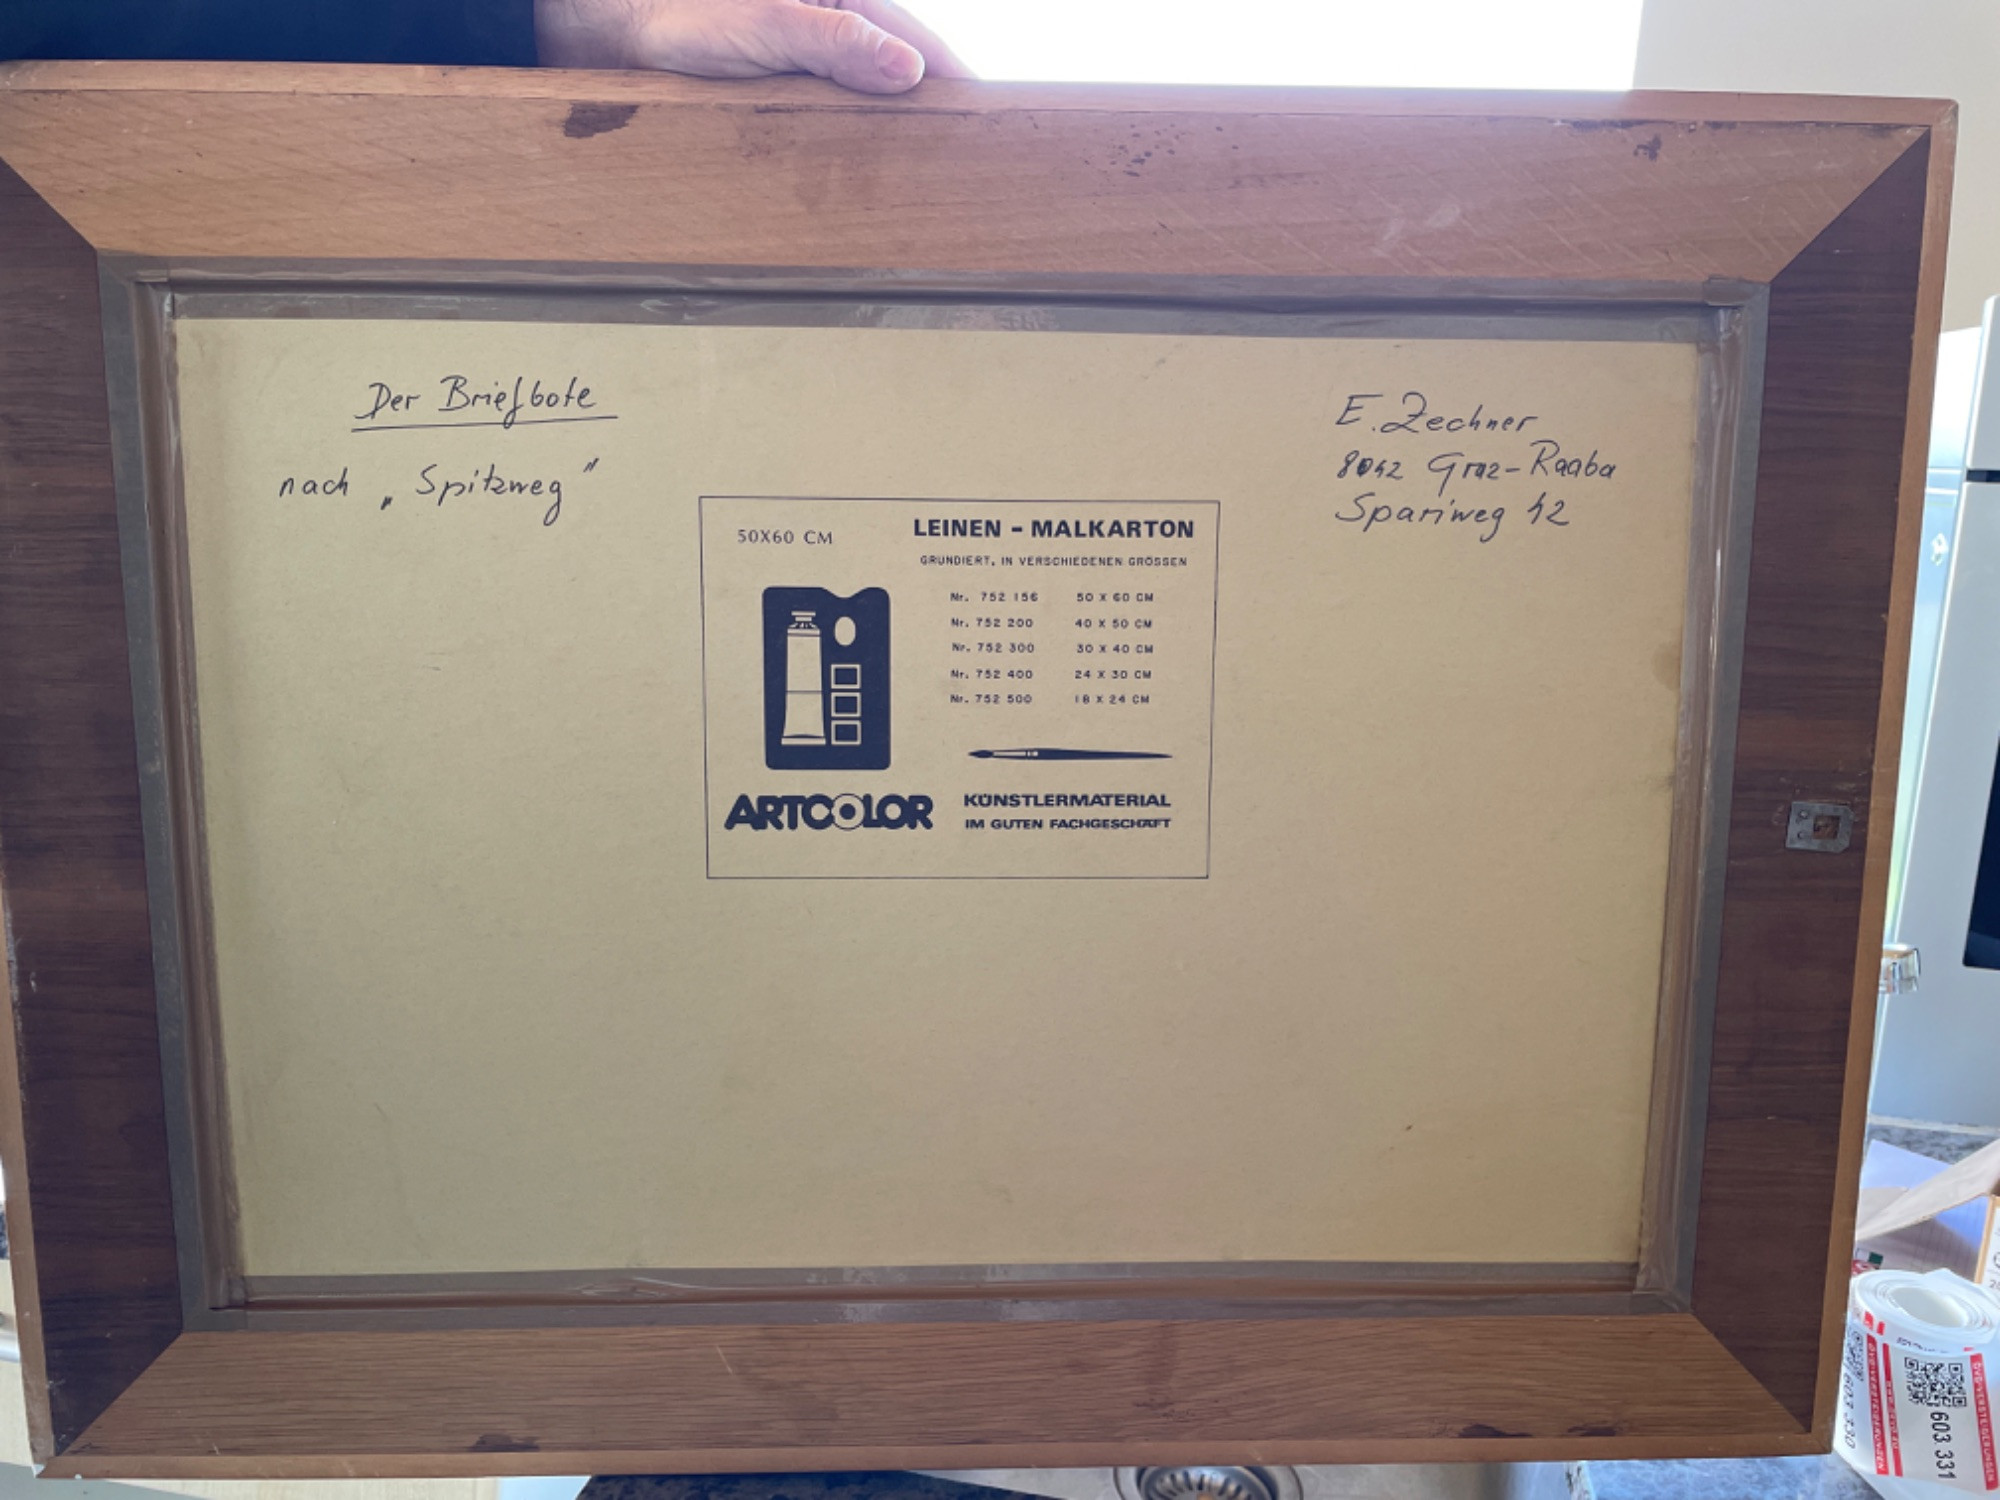 Der Briefbote
nach „Spitzweg"
E. Zechner
8042 Graz-Raaba
Spariweg 42
50X60 CM
LEINEN - MALKARTON
GRUNDIERT, IN VERSCHIEDENEN GRÖSSEN
Nr. 752 156 50 X 60 CM
Nr. 752 200 40 X 50 CM
Nr. 752 300 30 X 40 CM
Nr. 752 400 24 X 30 CM
Nr. 752 500 18 X 24 CM
ARTCOLOR
KÜNSTLERMATERIAL
IM GUTEN FACHGESCHÄFT
603 331